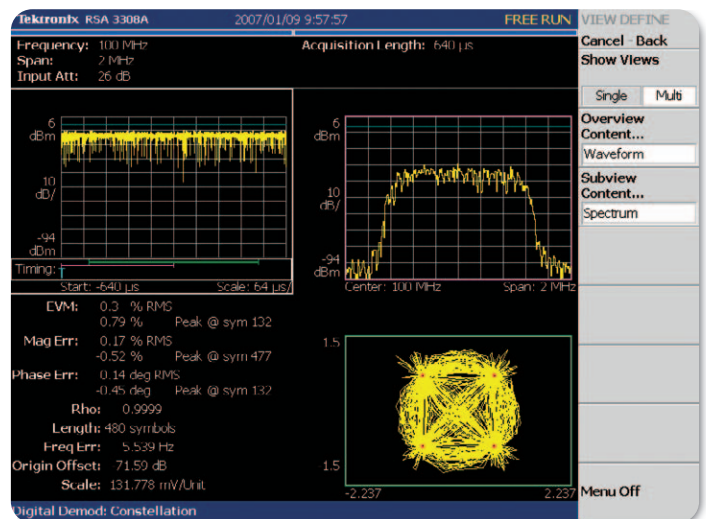 Tektronix RSA 3308A 2007/01/09 9:57:57 FREE RUN
Frequency: 100 MHz Acquisition Length: 640 µs
Span: 2 MHz
Input Att: 26 dB
6
dBm
10
dB/
-94
dBm
Timing:
Start: -640 µs Scale: 64 µs/
6
dBm
10
dB/
-94
dBm
Center: 100 MHz Span: 2 MHz
EVM: 0.3 % RMS
0.79 % Peak @ sym 132
Mag Err: 0.17 % RMS
-0.52 % Peak @ sym 477
Phase Err: 0.14 deg RMS
-0.45 deg Peak @ sym 132
Rho: 0.9999
Length: 480 symbols
Freq Err: 5.539 Hz
Origin Offset: 71.59 dB
Scale: 131.778 mV/Unit
1.5
1.5
-2.237 2.237
Digital Demod: Constellation
VIEW DEFINE
Cancel - Back
Show Views
Single Multi
Overview
Content...
Waveform
Subview
Content...
Spectrum
Menu Off